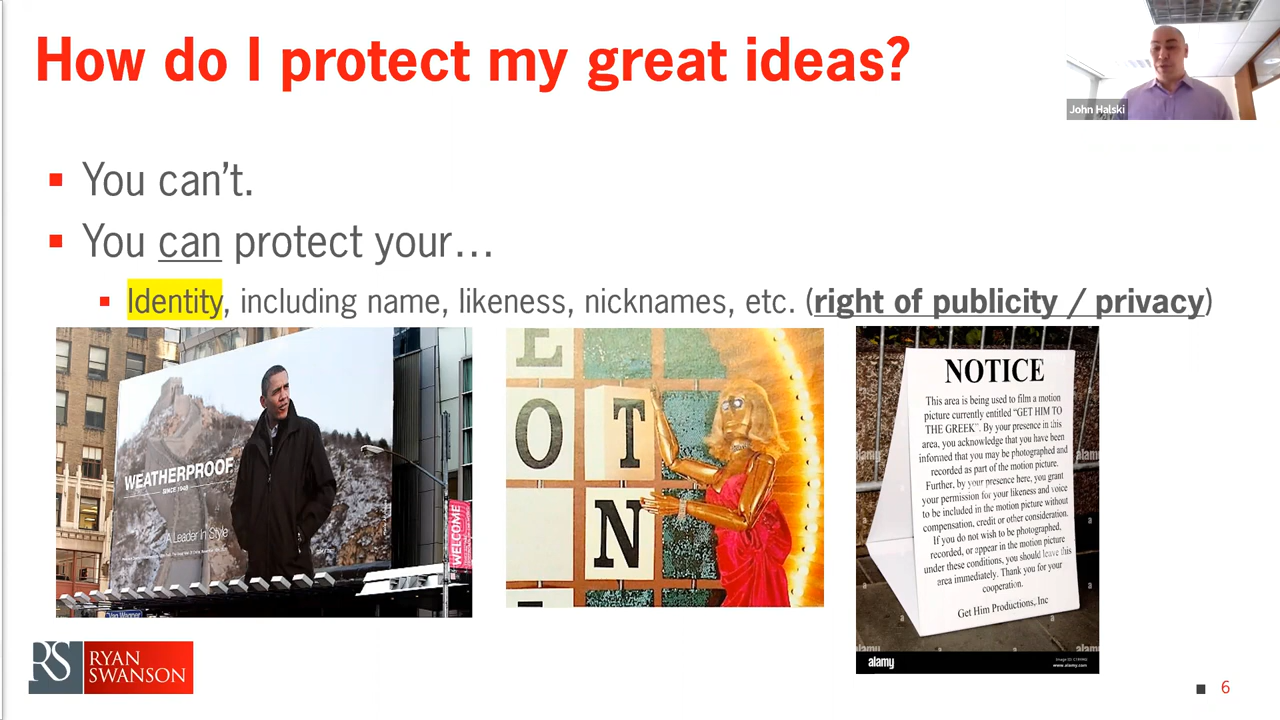 How do I protect my great ideas?
John Halski
You can’t.
You can protect your…
Identity, including name, likeness, nicknames, etc. (right of publicity / privacy)
WEATHERPROOF
SINCE 1948
A Leader In Style
WELCOME
E
O T
N
NOTICE
This area is being used to film a motion
picture currently entitled “GET HIM TO
THE GREEK”. By your presence in this
area, you acknowledge that you have been
informed that you may be photographed and
recorded as part of the motion picture.
Further, by your presence here, you grant
your permission for your likeness and voice
to be included in the motion picture without
compensation, credit or other consideration.
If you do not wish to be photographed,
recorded, or appear in the motion picture
under these conditions, you should leave this
area immediately. Thank you for your
cooperation.
Get Him Productions, Inc
alamy
www.alamy.com
RS RYAN
SWANSON
6